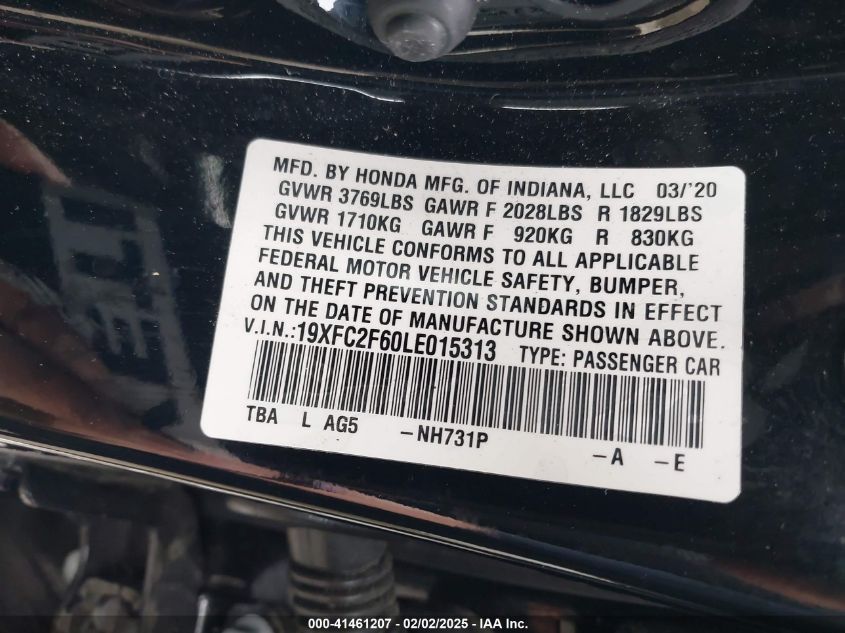 MFD. BY HONDA MFG. OF INDIANA, LLC 03/'20
GVWR 3769LBS GAWR F 2028LBS R 1829LBS
GVWR 1710KG GAWR F 920KG R 830KG
THIS VEHICLE CONFORMS TO ALL APPLICABLE
FEDERAL MOTOR VEHICLE SAFETY, BUMPER,
AND THEFT PREVENTION STANDARDS IN EFFECT
ON THE DATE OF MANUFACTURE SHOWN ABOVE.
V.I.N.:19XFC2F60LE015313 TYPE: PASSENGER CAR
TBA L AG5 -NH731P -A -E
000-41461207 - 02/02/2025 - IAA Inc.